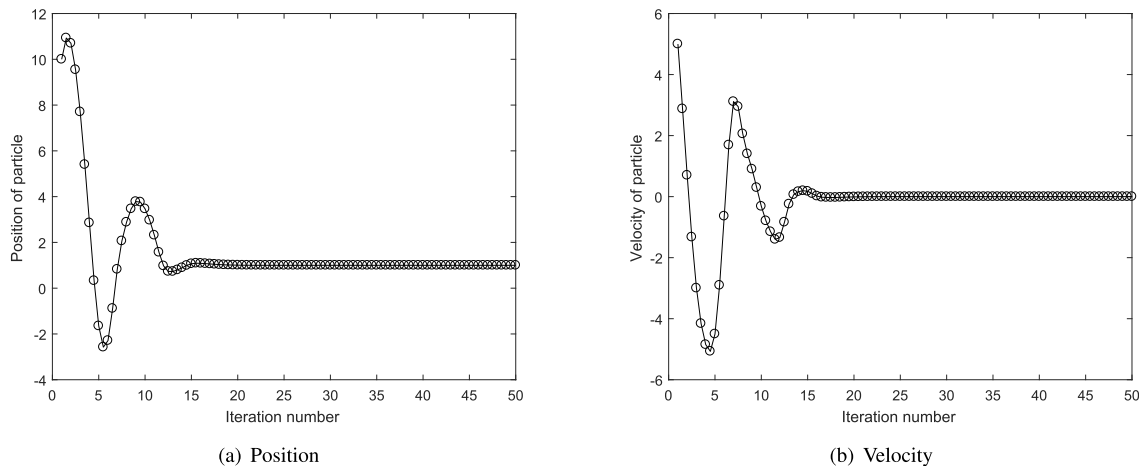 12
10
8
6
4
2
0
-2
-4
Position of particle
0 5 10 15 20 25 30 35 40 45 50
Iteration number
(a) Position
6
4
2
0
-2
-4
-6
Velocity of particle
0 5 10 15 20 25 30 35 40 45 50
Iteration number
(b) Velocity